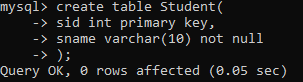 mysql> create table Student(
    -> sid int primary key,
    -> sname varchar(10) not null
    -> );
Query OK, 0 rows affected (0.05 sec)